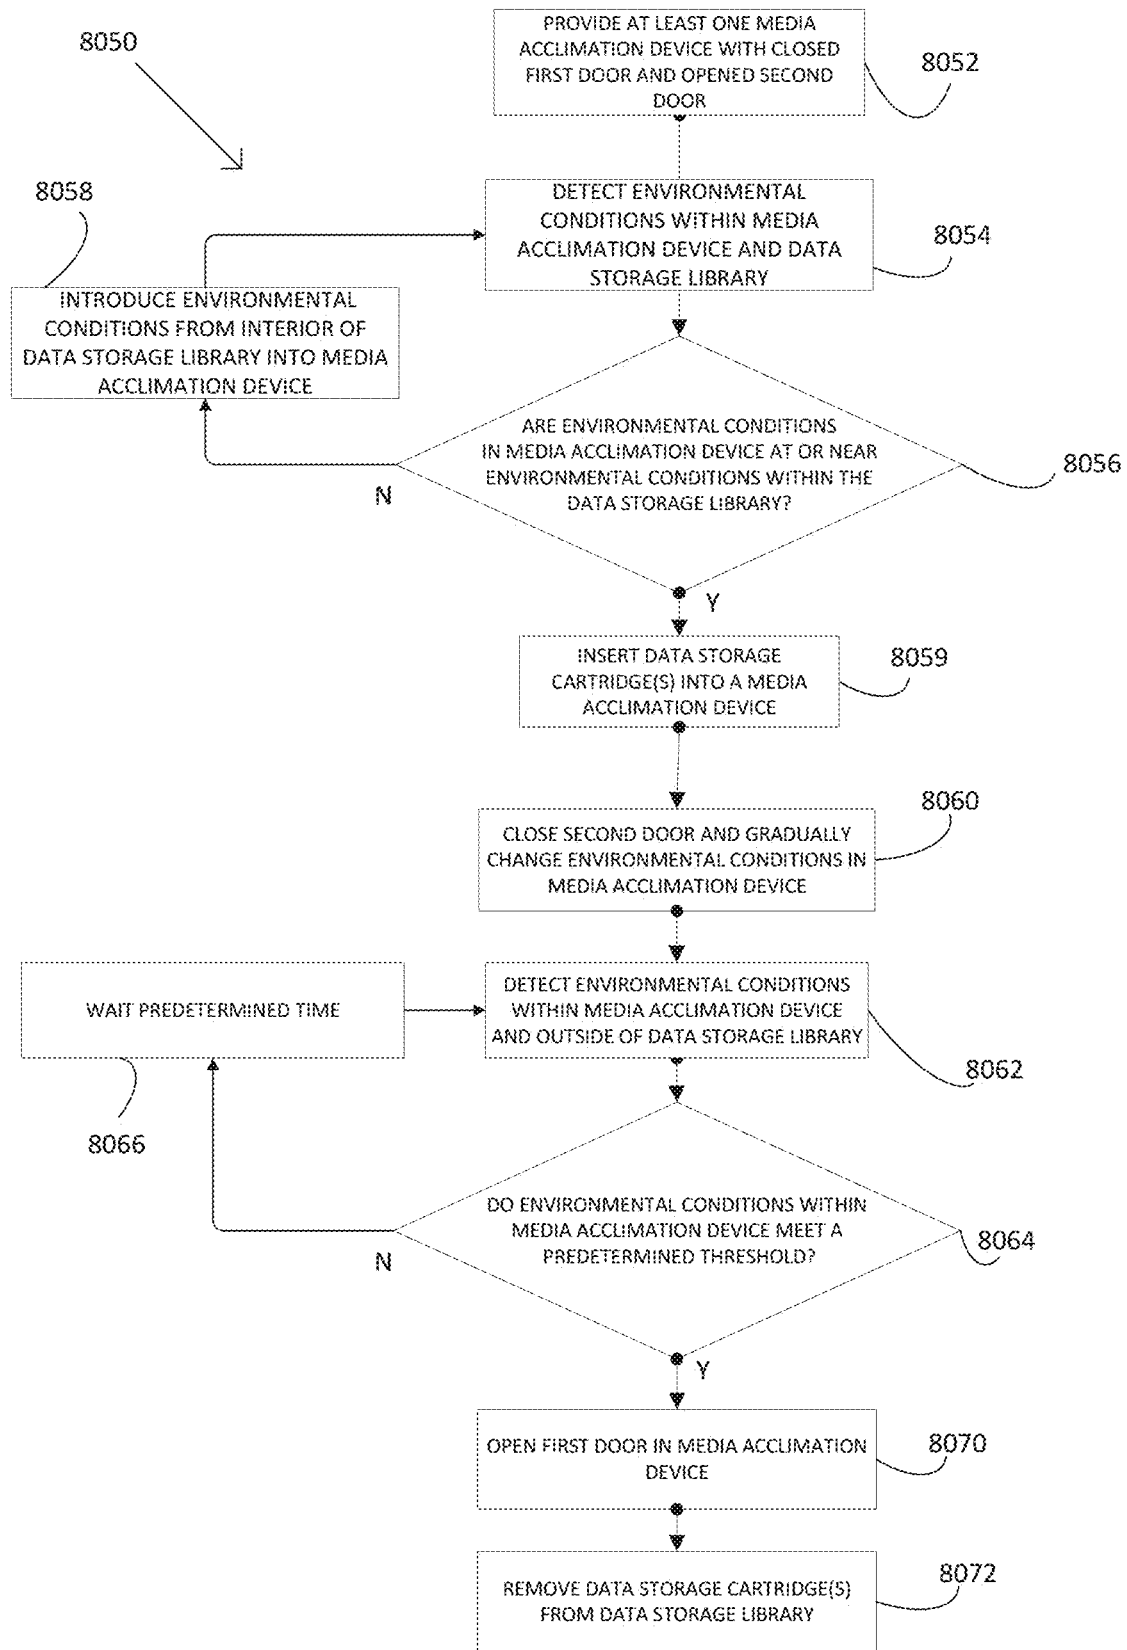 8050
PROVIDE AT LEAST ONE MEDIA
ACCLIMATION DEVICE WITH CLOSED
FIRST DOOR AND OPENED SECOND
DOOR
8052
8058
DETECT ENVIRONMENTAL
CONDITIONS WITHIN MEDIA
ACCLIMATION DEVICE AND DATA
STORAGE LIBRARY
8054
INTRODUCE ENVIRONMENTAL
CONDITIONS FROM INTERIOR OF
DATA STORAGE LIBRARY INTO MEDIA
ACCLIMATION DEVICE
ARE ENVIRONMENTAL CONDITIONS
IN MEDIA ACCLIMATION DEVICE AT OR NEAR
ENVIRONMENTAL CONDITIONS WITHIN THE
DATA STORAGE LIBRARY?
8056
N
Y
INSERT DATA STORAGE
CARTRIDGE(S) INTO A MEDIA
ACCLIMATION DEVICE
8059
CLOSE SECOND DOOR AND GRADUALLY
CHANGE ENVIRONMENTAL CONDITIONS IN
MEDIA ACCLIMATION DEVICE
8060
WAIT PREDETERMINED TIME
8066
DETECT ENVIRONMENTAL CONDITIONS
WITHIN MEDIA ACCLIMATION DEVICE
AND OUTSIDE OF DATA STORAGE LIBRARY
8062
DO ENVIRONMENTAL CONDITIONS WITHIN
MEDIA ACCLIMATION DEVICE MEET A
PREDETERMINED THRESHOLD?
8064
N
Y
OPEN FIRST DOOR IN MEDIA ACCLIMATION
DEVICE
8070
REMOVE DATA STORAGE CARTRIDGE(S)
FROM DATA STORAGE LIBRARY
8072